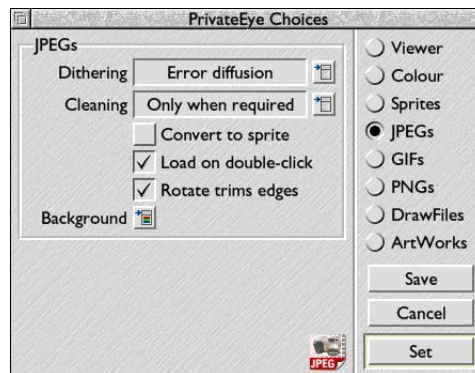 PrivateEye Choices
JPEGs
Dithering Error diffusion
Cleaning Only when required
Convert to sprite
Load on double-click
Rotate trims edges
Background
JPEG
Viewer
Colour
Sprites
JPEGs
GIFs
PNGs
DrawFiles
ArtWorks
Save
Cancel
Set